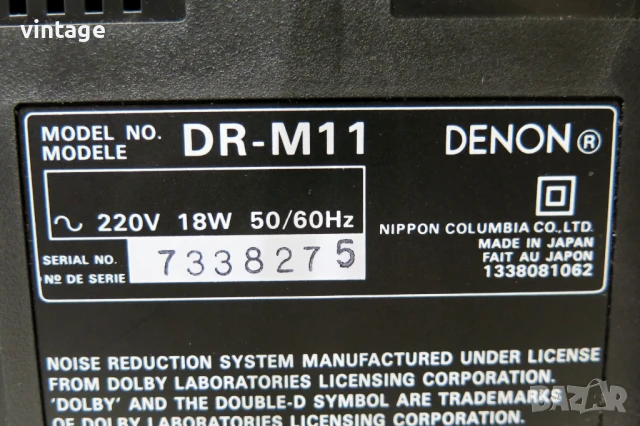 vintage
MODEL NO. DR-M11 DENON®
MODELE
~ 220V 18W 50/60Hz
NIPPON COLUMBIA CO.,LTD.
SERIAL NO. 7338275
Nº DE SERIE
MADE IN JAPAN
FAIT AU JAPON
1338081062
NOISE REDUCTION SYSTEM MANUFACTURED UNDER LICENSE
FROM DOLBY LABORATORIES LICENSING CORPORATION.
'DOLBY' AND THE DOUBLE-D SYMBOL ARE TRADEMARKS
OF DOLBY LABORATORIES LICENSING CORPORATION.
BAZAR